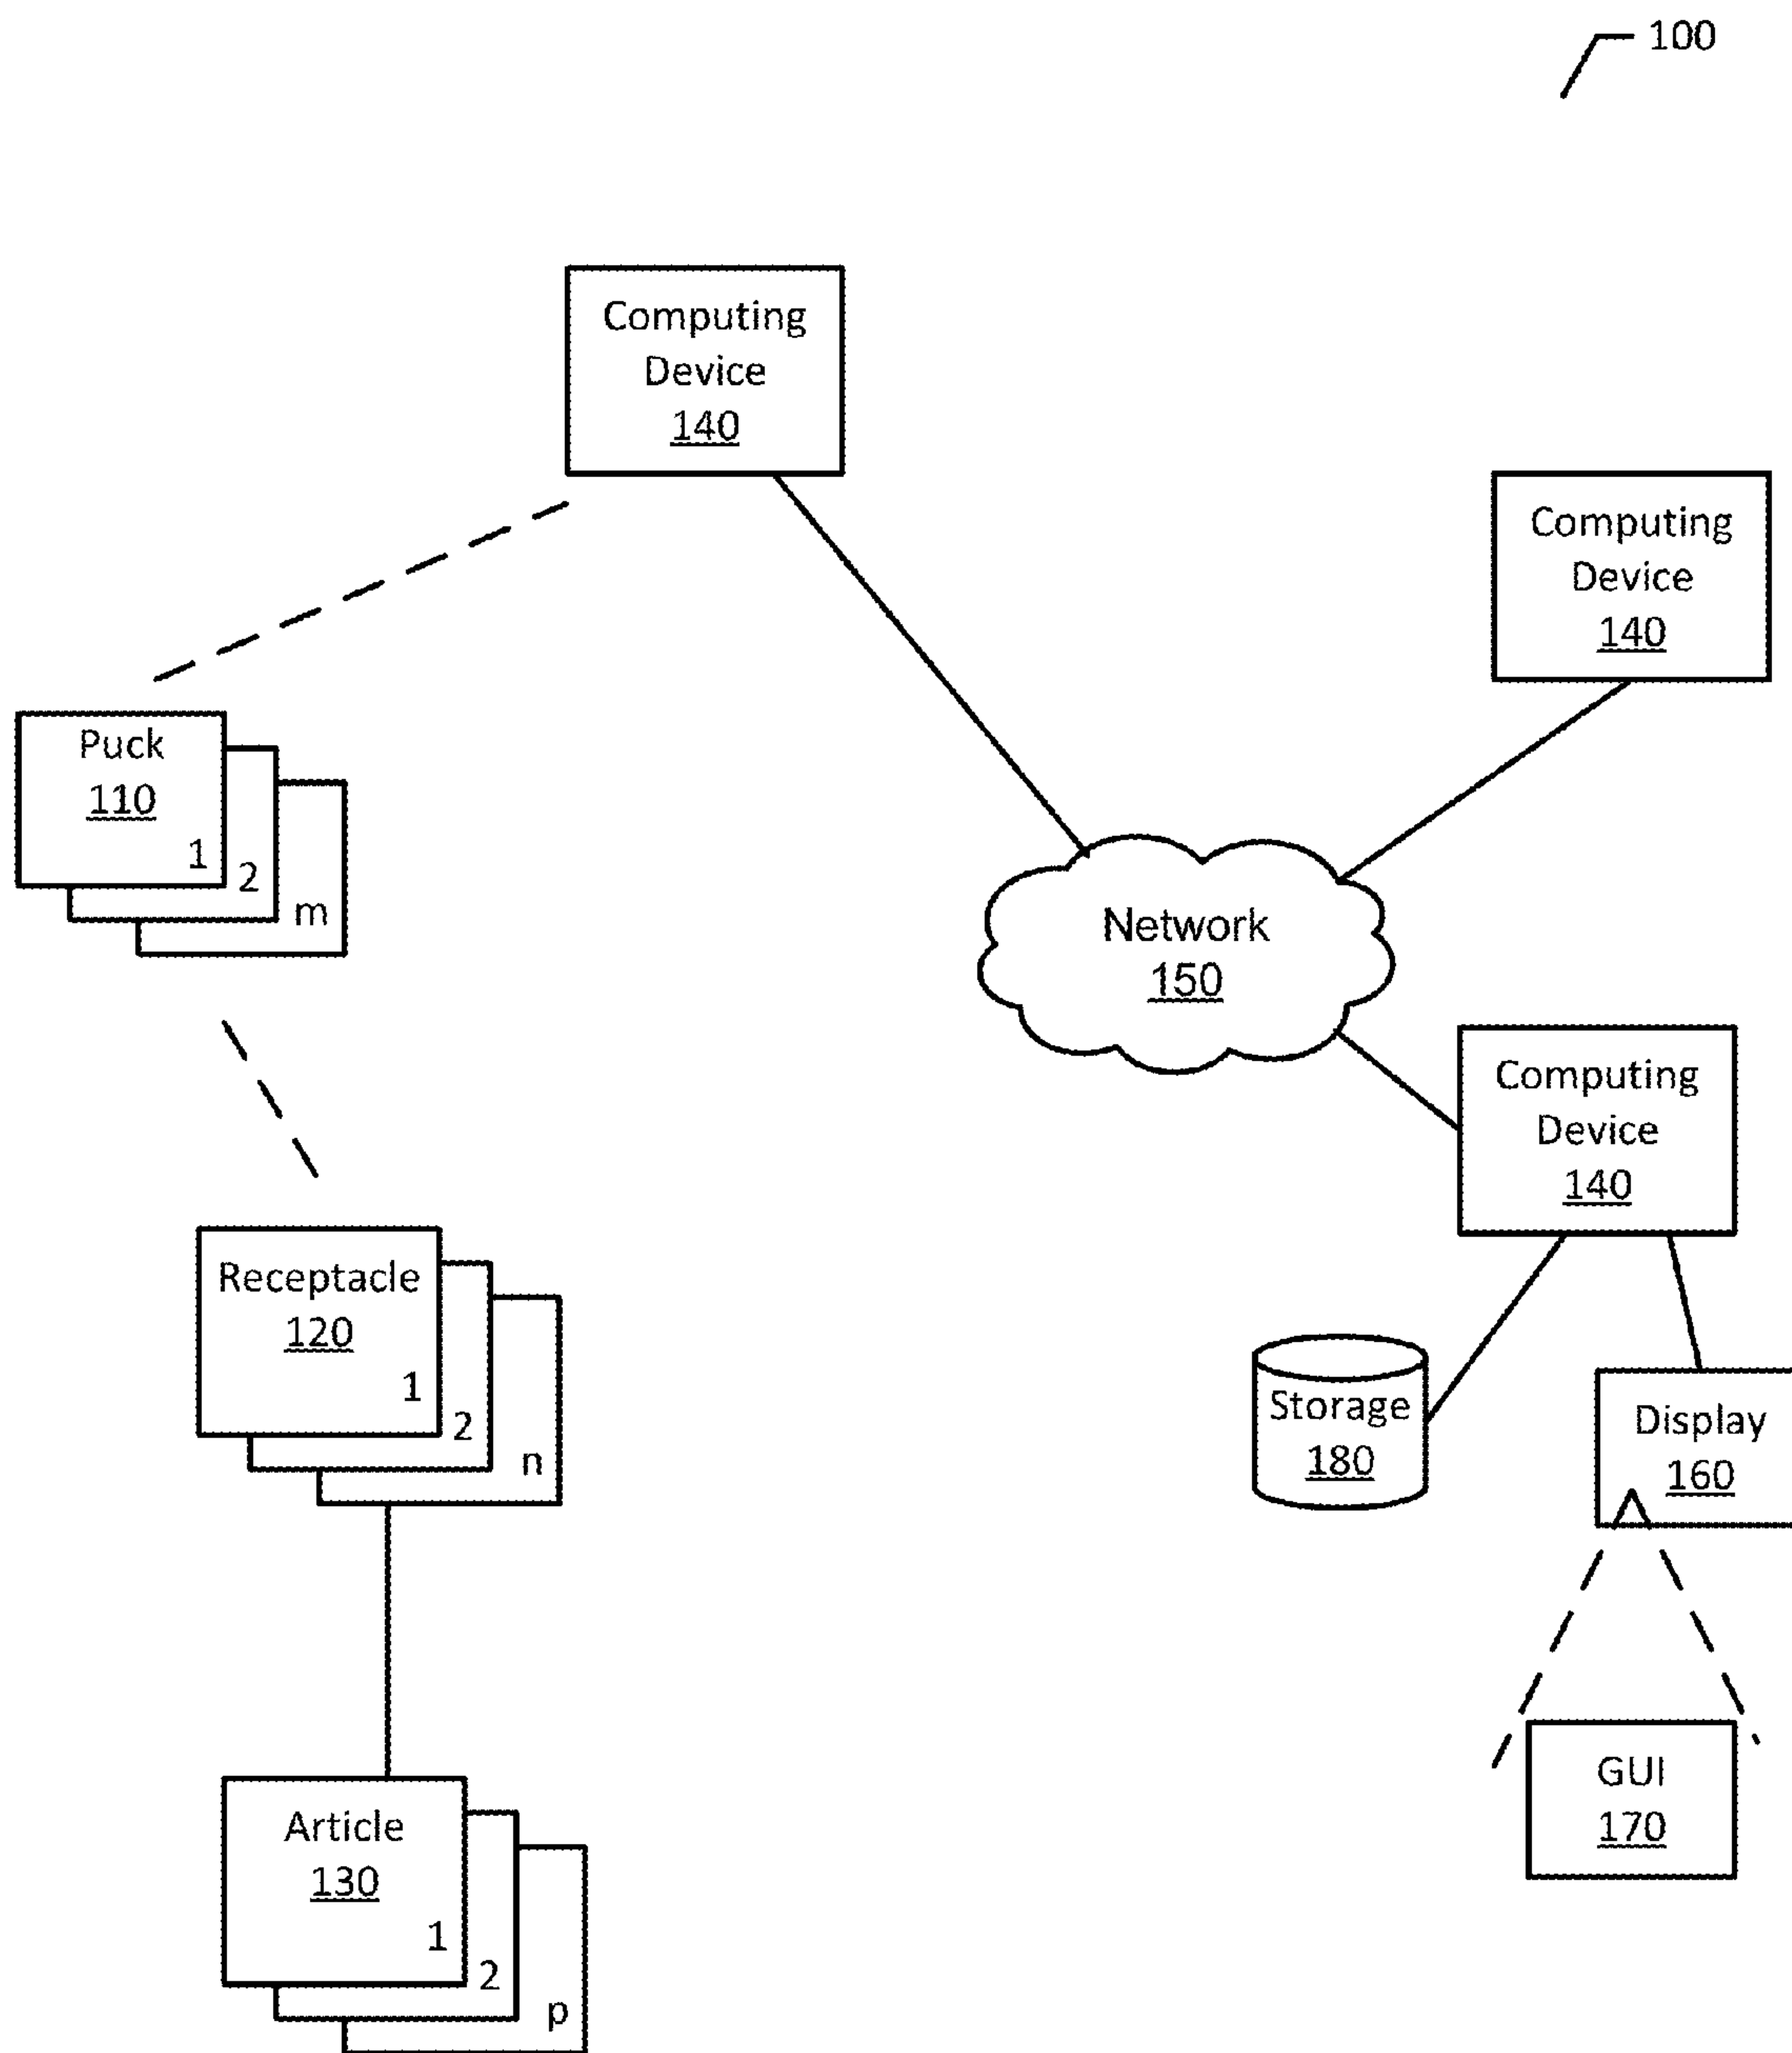 100
Computing
Device
140
Computing
Device
140
Puck
110
1
2
m
Network
150
Computing
Device
140
Receptacle
120
1
2
n
Storage
180
Display
160
GUI
170
Article
130
1
2
p